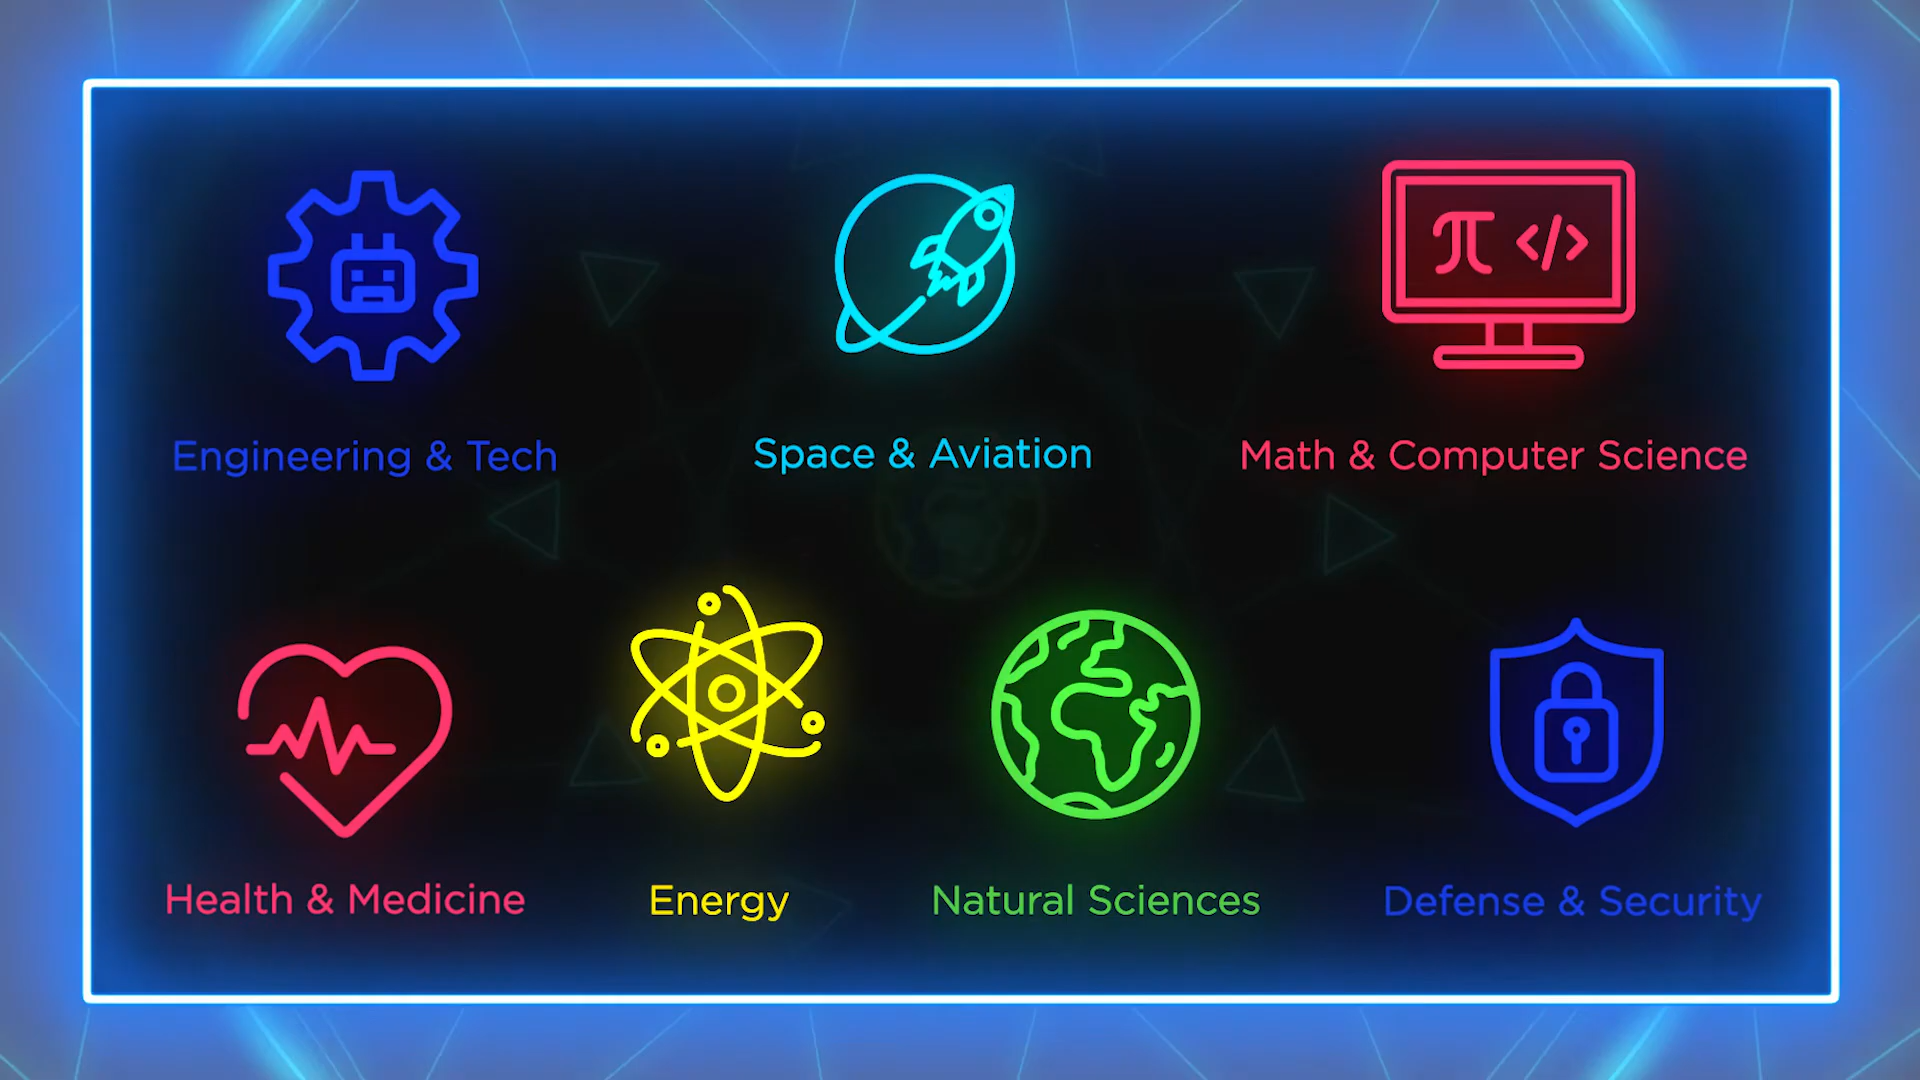 π </>
Engineering & Tech
Space & Aviation
Math & Computer Science
Health & Medicine
Energy
Natural Sciences
Defense & Security